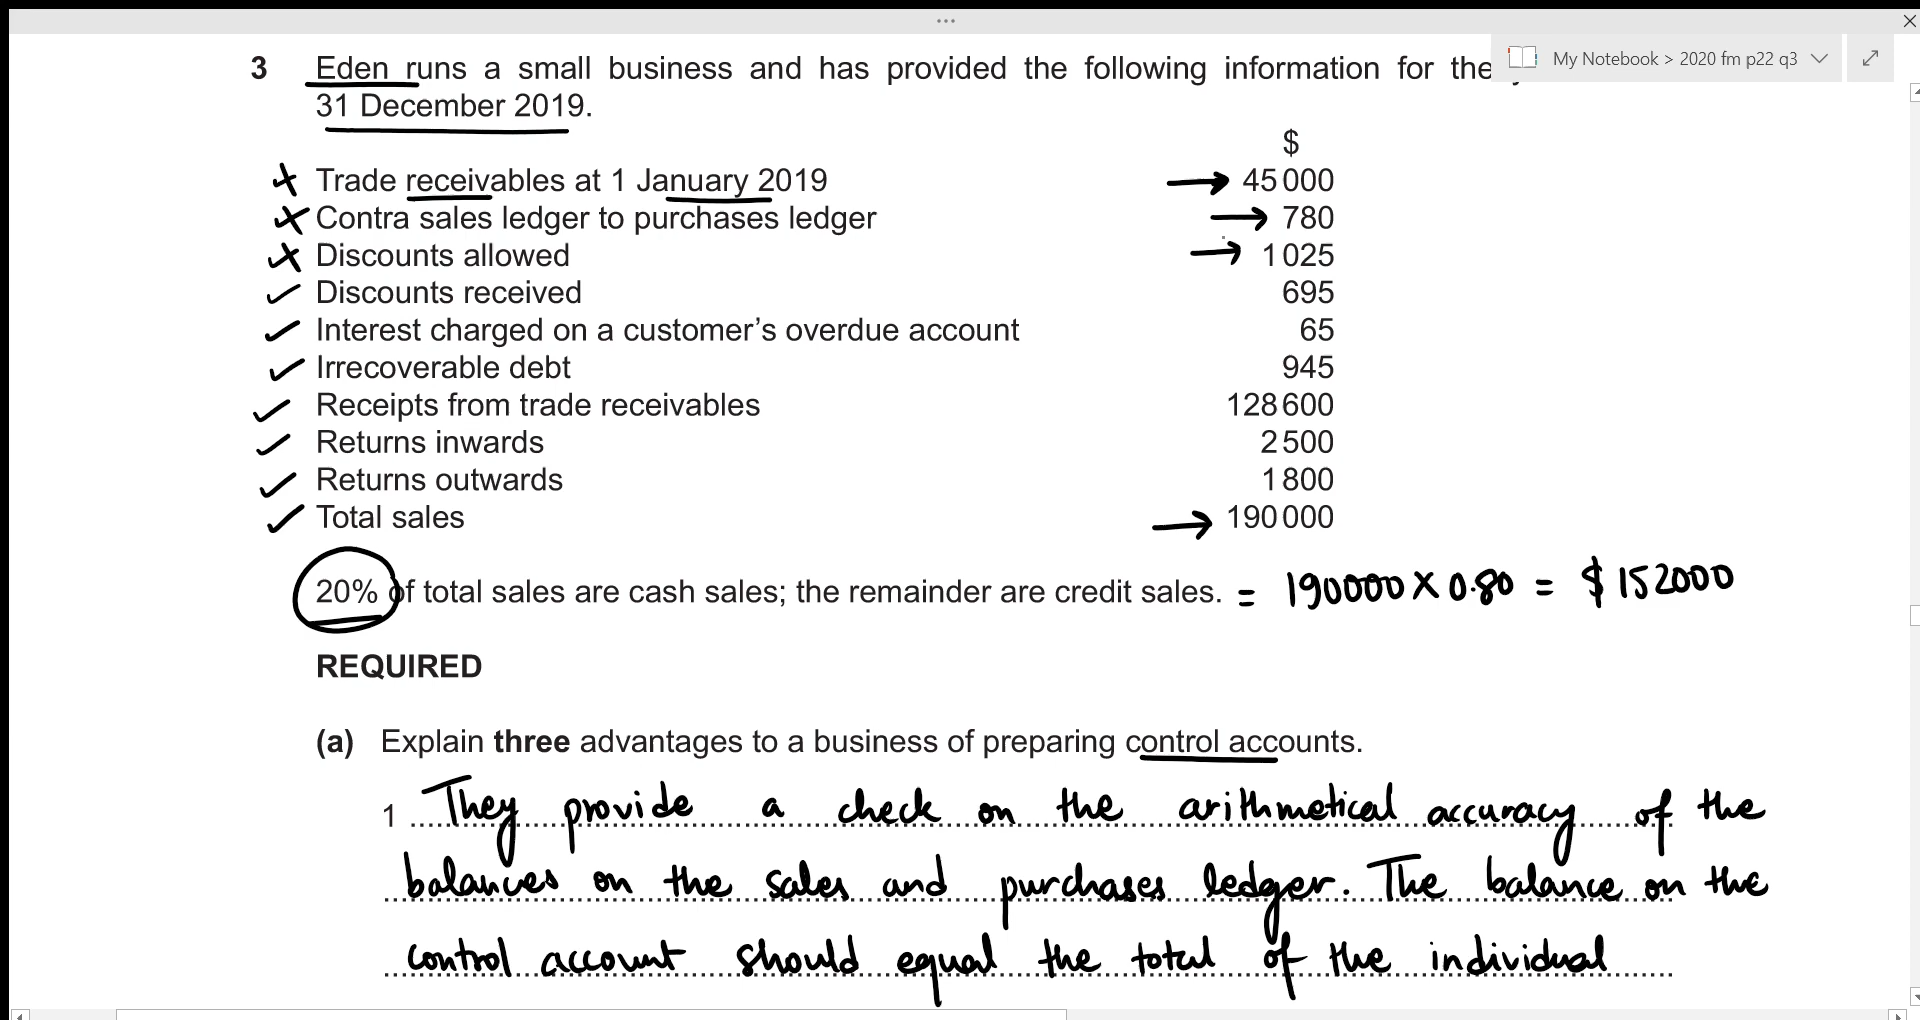 My Notebook > 2020 fm p22 q3
3 Eden runs a small business and has provided the following information for the
31 December 2019.
$
Trade receivables at 1 January 2019 45 000
Contra sales ledger to purchases ledger 780
Discounts allowed 1 025
Discounts received 695
Interest charged on a customer’s overdue account 65
Irrecoverable debt 945
Receipts from trade receivables 128 600
Returns inwards 2 500
Returns outwards 1 800
Total sales 190 000
20% of total sales are cash sales; the remainder are credit sales. = 190000 × 0.80 = $152000
REQUIRED
(a) Explain three advantages to a business of preparing control accounts.
1 They provide a check on the arithmetical accuracy of the
balances on the sales and purchases ledger. The balance on the
control account should equal the total of the individual